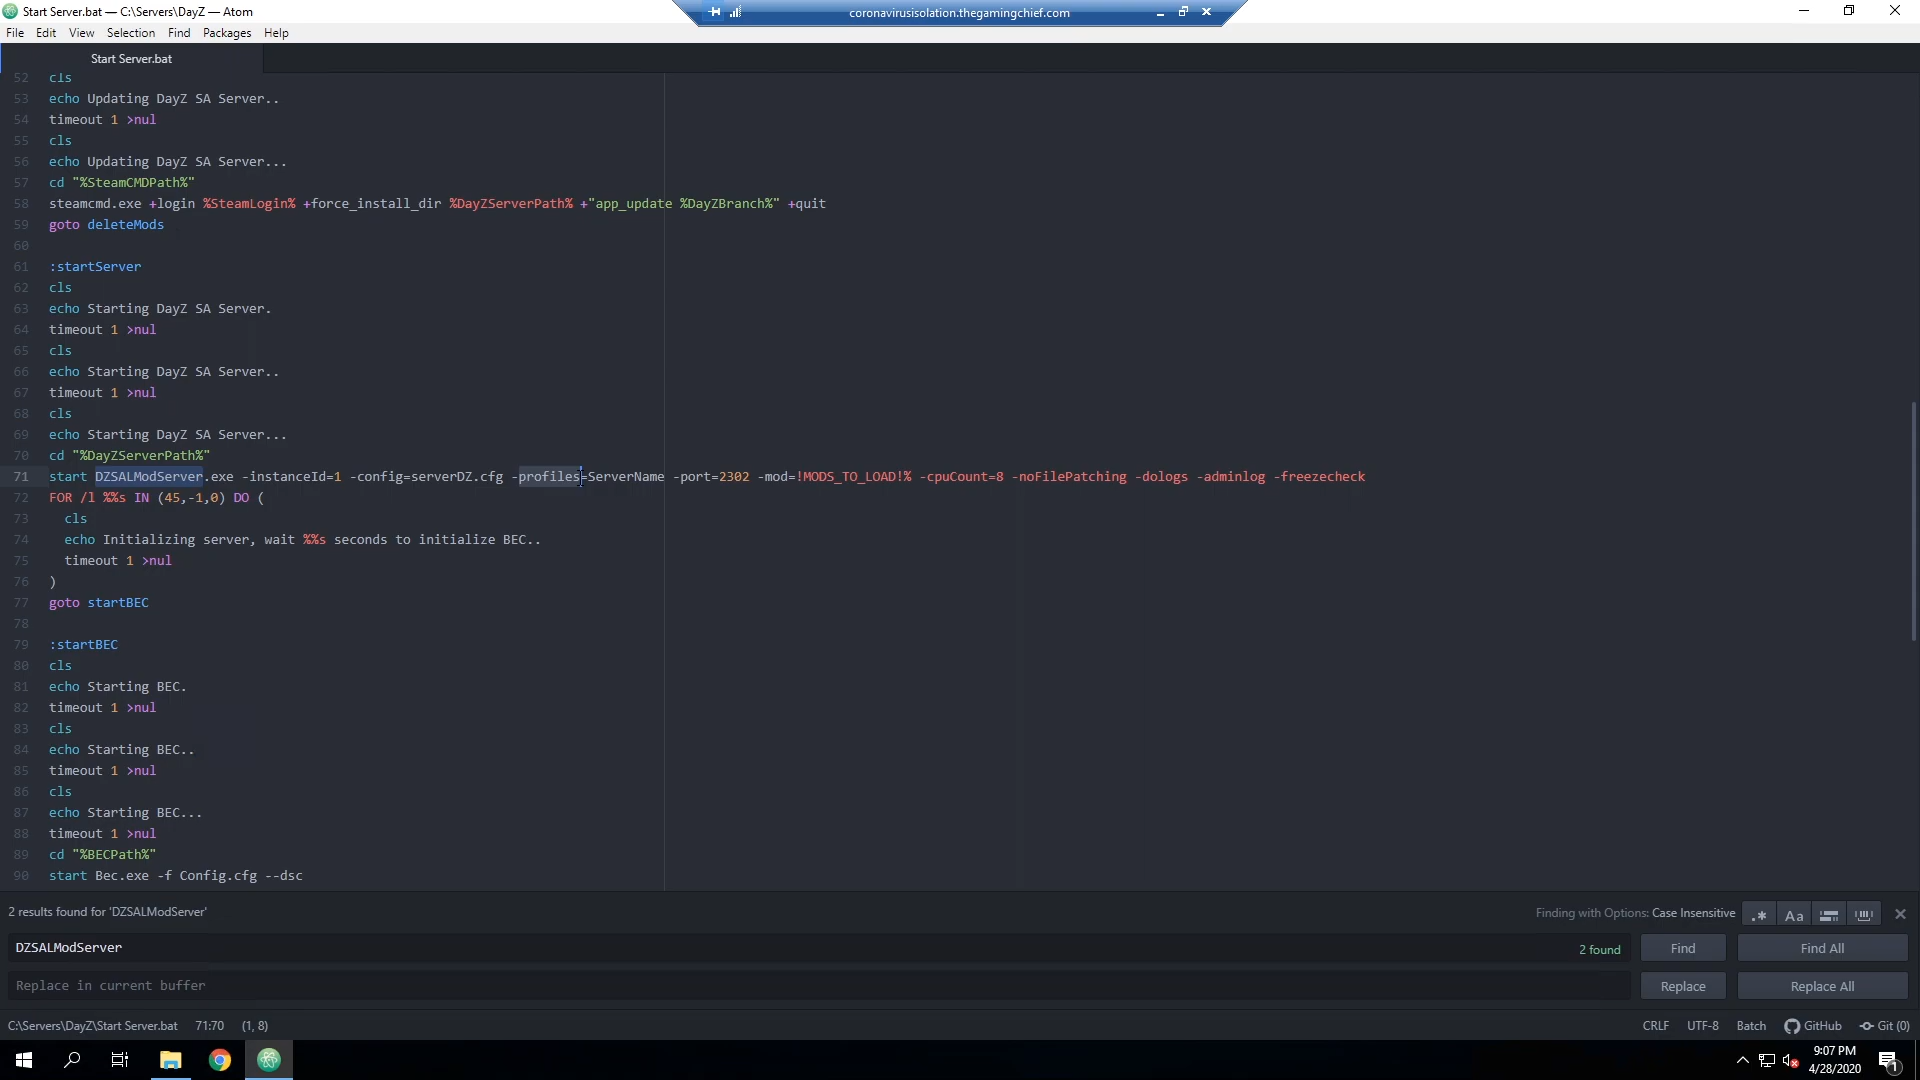 Start Server.bat — C:\Servers\DayZ — Atom
coronavirusisolation.thegamingchief.com
File Edit View Selection Find Packages Help
Start Server.bat
52 cls
53 echo Updating DayZ SA Server..
54 timeout 1 >nul
55 cls
56 echo Updating DayZ SA Server...
57 cd "%SteamCMDPath%"
58 steamcmd.exe +login %SteamLogin% +force_install_dir %DayZServerPath% +"app_update %DayZBranch%" +quit
59 goto deleteMods
60
61 :startServer
62 cls
63 echo Starting DayZ SA Server.
64 timeout 1 >nul
65 cls
66 echo Starting DayZ SA Server..
67 timeout 1 >nul
68 cls
69 echo Starting DayZ SA Server...
70 cd "%DayZServerPath%"
71 start DZSALModServer.exe -instanceId=1 -config=serverDZ.cfg -profiles=ServerName -port=2302 -mod=!MODS_TO_LOAD!% -cpuCount=8 -noFilePatching -dologs -adminlog -freezecheck
72 FOR /l %%s IN (45,-1,0) DO (
73 cls
74 echo Initializing server, wait %%s seconds to initialize BEC..
75 timeout 1 >nul
76 )
77 goto startBEC
78
79 :startBEC
80 cls
81 echo Starting BEC.
82 timeout 1 >nul
83 cls
84 echo Starting BEC..
85 timeout 1 >nul
86 cls
87 echo Starting BEC...
88 timeout 1 >nul
89 cd "%BECPath%"
90 start Bec.exe -f Config.cfg --dsc
2 results found for 'DZSALModServer'
Finding with Options: Case Insensitive
.* Aa
DZSALModServer
2 found
Find
Find All
Replace in current buffer
Replace
Replace All
C:\Servers\DayZ\Start Server.bat 71:70 (1, 8)
CRLF UTF-8 Batch GitHub Git (0)
9:07 PM
4/28/2020
1